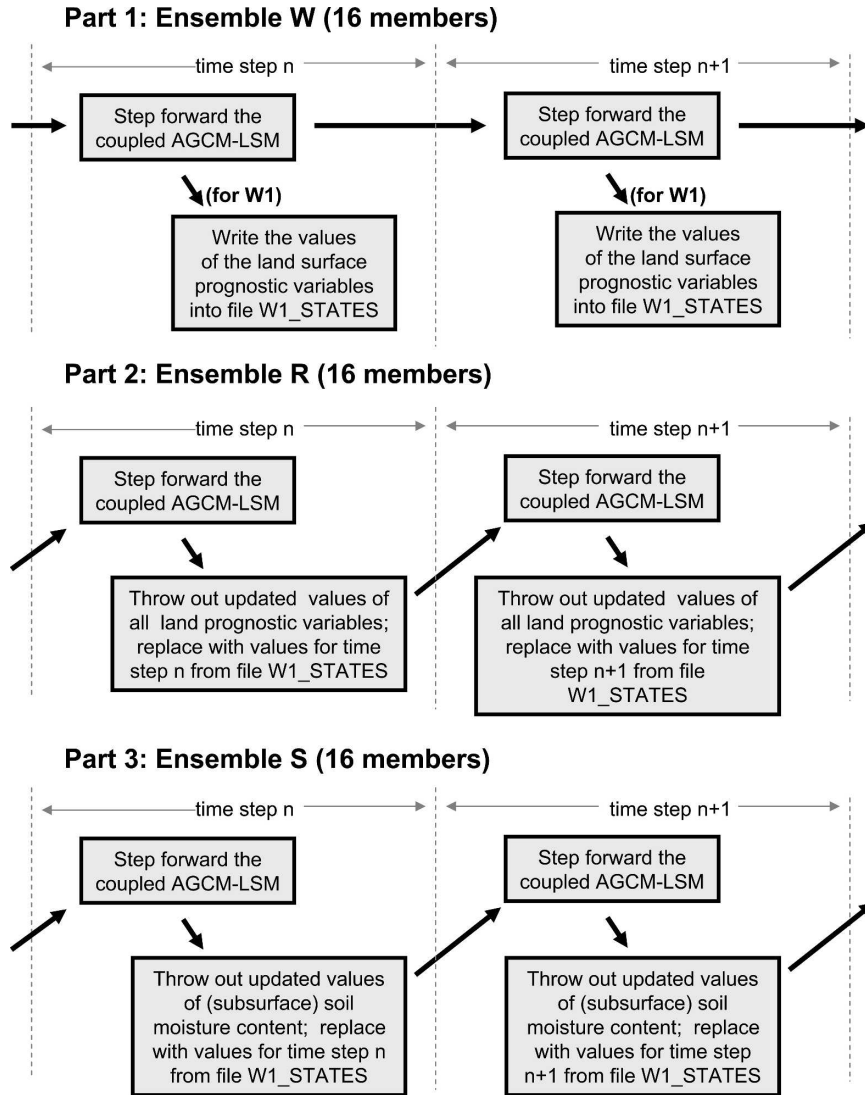 Part 1: Ensemble W (16 members)
time step n
time step n+1
Step forward the
coupled AGCM-LSM
Step forward the
coupled AGCM-LSM
(for W1)
(for W1)
Write the values
of the land surface
prognostic variables
into file W1_STATES
Write the values
of the land surface
prognostic variables
into file W1_STATES
Part 2: Ensemble R (16 members)
time step n
time step n+1
Step forward the
coupled AGCM-LSM
Step forward the
coupled AGCM-LSM
Throw out updated values of
all land prognostic variables;
replace with values for time
step n from file W1_STATES
Throw out updated values of
all land prognostic variables;
replace with values for time
step n+1 from file
W1_STATES
Part 3: Ensemble S (16 members)
time step n
time step n+1
Step forward the
coupled AGCM-LSM
Step forward the
coupled AGCM-LSM
Throw out updated values
of (subsurface) soil
moisture content; replace
with values for time step n
from file W1_STATES
Throw out updated values
of (subsurface) soil
moisture content; replace
with values for time step
n+1 from file W1_STATES